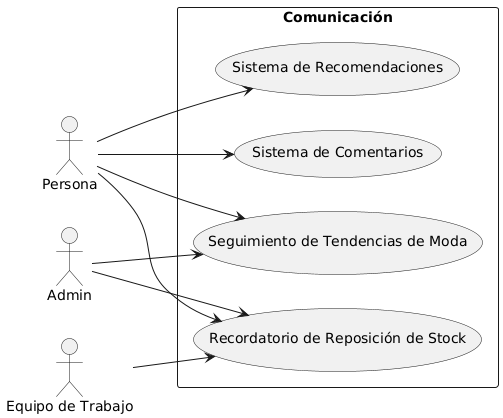 Comunicación
Sistema de Recomendaciones
Sistema de Comentarios
Persona
Seguimiento de Tendencias de Moda
Admin
Recordatorio de Reposición de Stock
Equipo de Trabajo